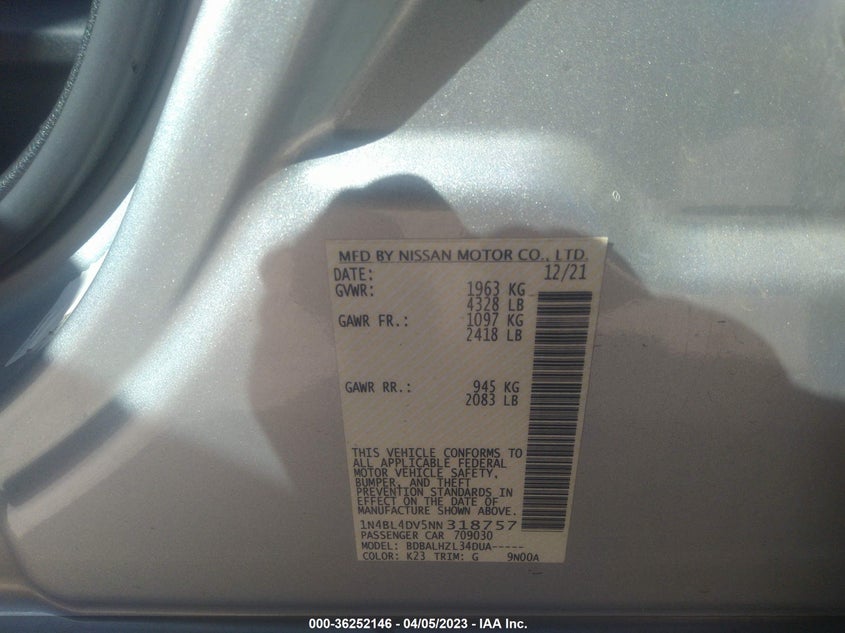 MFD BY NISSAN MOTOR CO., LTD.
DATE: 12/21
GVWR: 1963 KG
4328 LB
GAWR FR.: 1097 KG
2418 LB
GAWR RR.: 945 KG
2083 LB
THIS VEHICLE CONFORMS TO
ALL APPLICABLE FEDERAL
MOTOR VEHICLE SAFETY,
BUMPER, AND THEFT
PREVENTION STANDARDS IN
EFFECT ON THE DATE OF
MANUFACTURE SHOWN ABOVE.
1N4BL4DV5NN318757
PASSENGER CAR 709030
MODEL: BDBALHZL34DUA-----
COLOR: K23 TRIM: G 9N00A
000-36252146 - 04/05/2023 - IAA Inc.